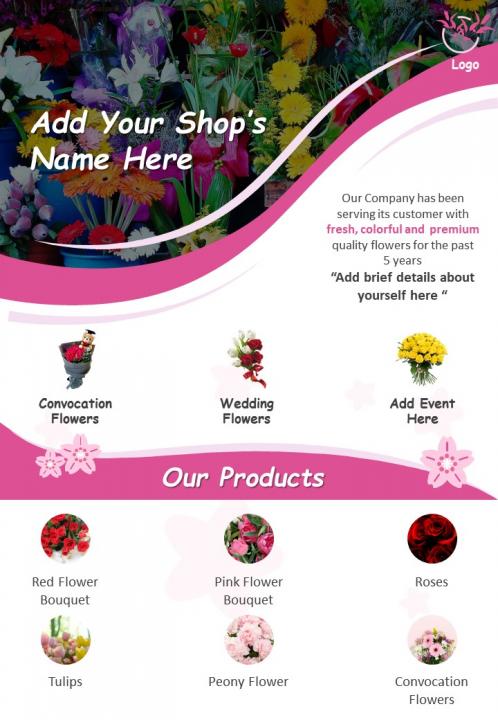 Logo
Add Your Shop's
Name Here
Our Company has been
serving its customer with
fresh, colorful and premium
quality flowers for the past
5 years
“Add brief details about
yourself here “
Convocation
Flowers
Wedding
Flowers
Add Event
Here
Our Products
Red Flower
Bouquet
Pink Flower
Bouquet
Roses
Tulips
Peony Flower
Convocation
Flowers